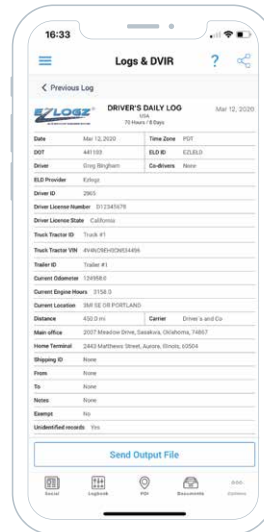 16:33
Logs & DVIR ?
Previous Log
EZLOGZ DRIVER'S DAILY LOG Mar 12, 2020
USA
70 Hours / 8 Days
Date Mar 12, 2020 Time Zone PDT
DOT 441103 ELD ID EZLELD
Driver Greg Bingham Co-drivers None
ELD Provider Ezlogz
Driver ID 2965
Driver License Number D12345678
Driver License State California
Truck Tractor ID Truck #1
Truck Tractor VIN
Trailer ID Trailer #1
Current Odometer 124958.0
Current Engine Hours 3158.0
Current Location 3MI SE OR PORTLAND
Distance 452.0 mi Carrier Driver's and Co
Main office 2007 Meadow Drive, Sasakwa, Oklahoma, 74867
Home Terminal 2443 Matthews Street, Aurora, Illinois, 60504
Shipping ID None
From None
To None
Notes None
Exempt No
Unidentified records Yes
Send Output File
Social Logbook PDI Documents